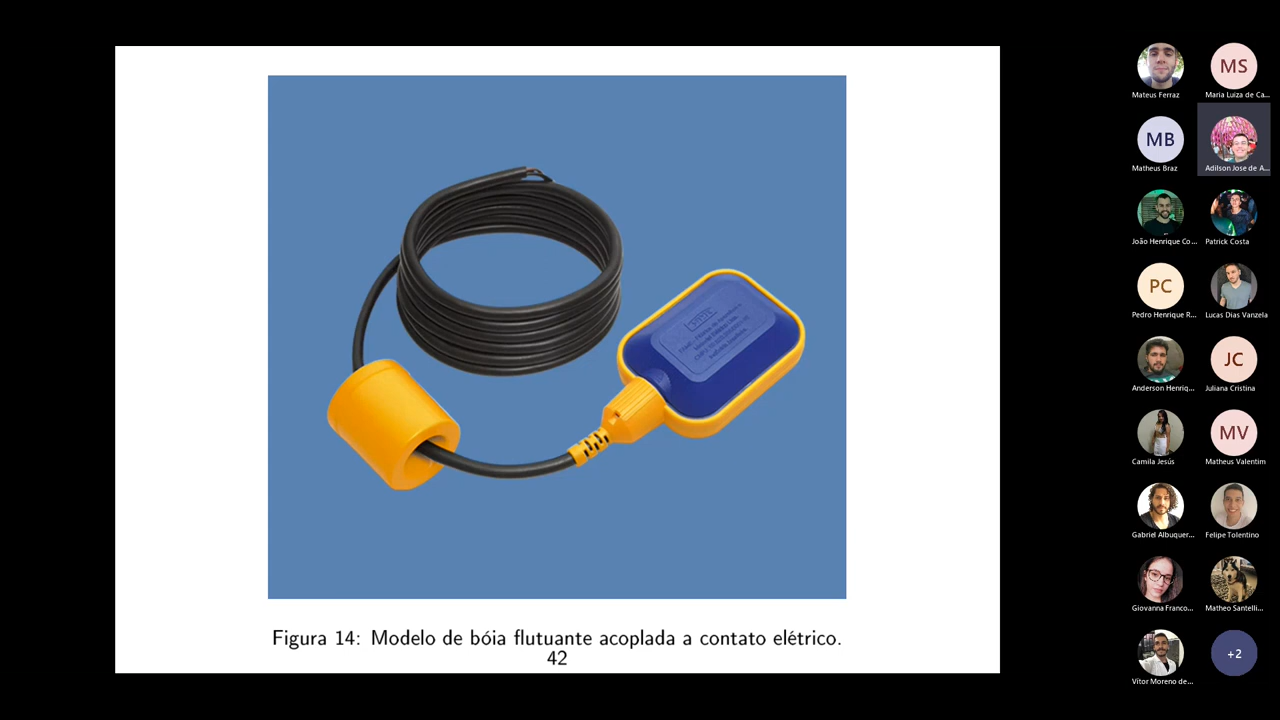 Figura 14: Modelo de bóia flutuante acoplada a contato elétrico.
42
Mateus Ferraz
MS
Maria Luiza de Ca...
MB
Matheus Braz
Adilson Jose de A...
João Henrique Co...
Patrick Costa
PC
Pedro Henrique R...
Lucas Dias Vanzela
Anderson Henriq...
JC
Juliana Cristina
Camila Jesús
MV
Matheus Valentim
Gabriel Albuquer...
Felipe Tolentino
Giovanna Franco...
Matheo Santelli...
Vítor Moreno de...
+2